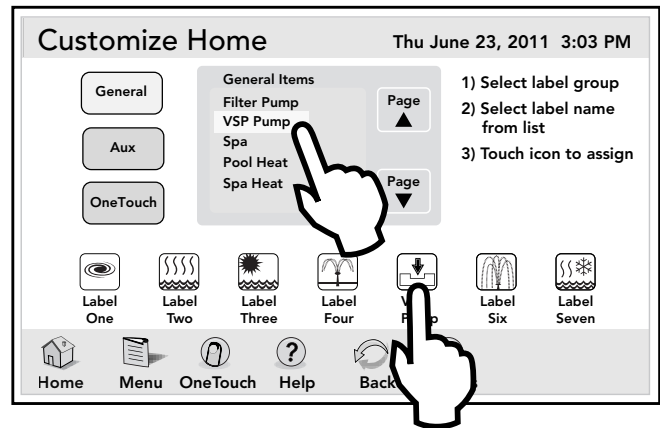 Customize Home
Thu June 23, 2011 3:03 PM
General
Aux
OneTouch
General Items
Filter Pump
VSP Pump
Spa
Pool Heat
Spa Heat
Page
Page
1) Select label group
2) Select label name
from list
3) Touch icon to assign
Label
One
Label
Two
Label
Three
Label
Four
Label
Six
Label
Seven
Home
Menu
OneTouch
Help
Back